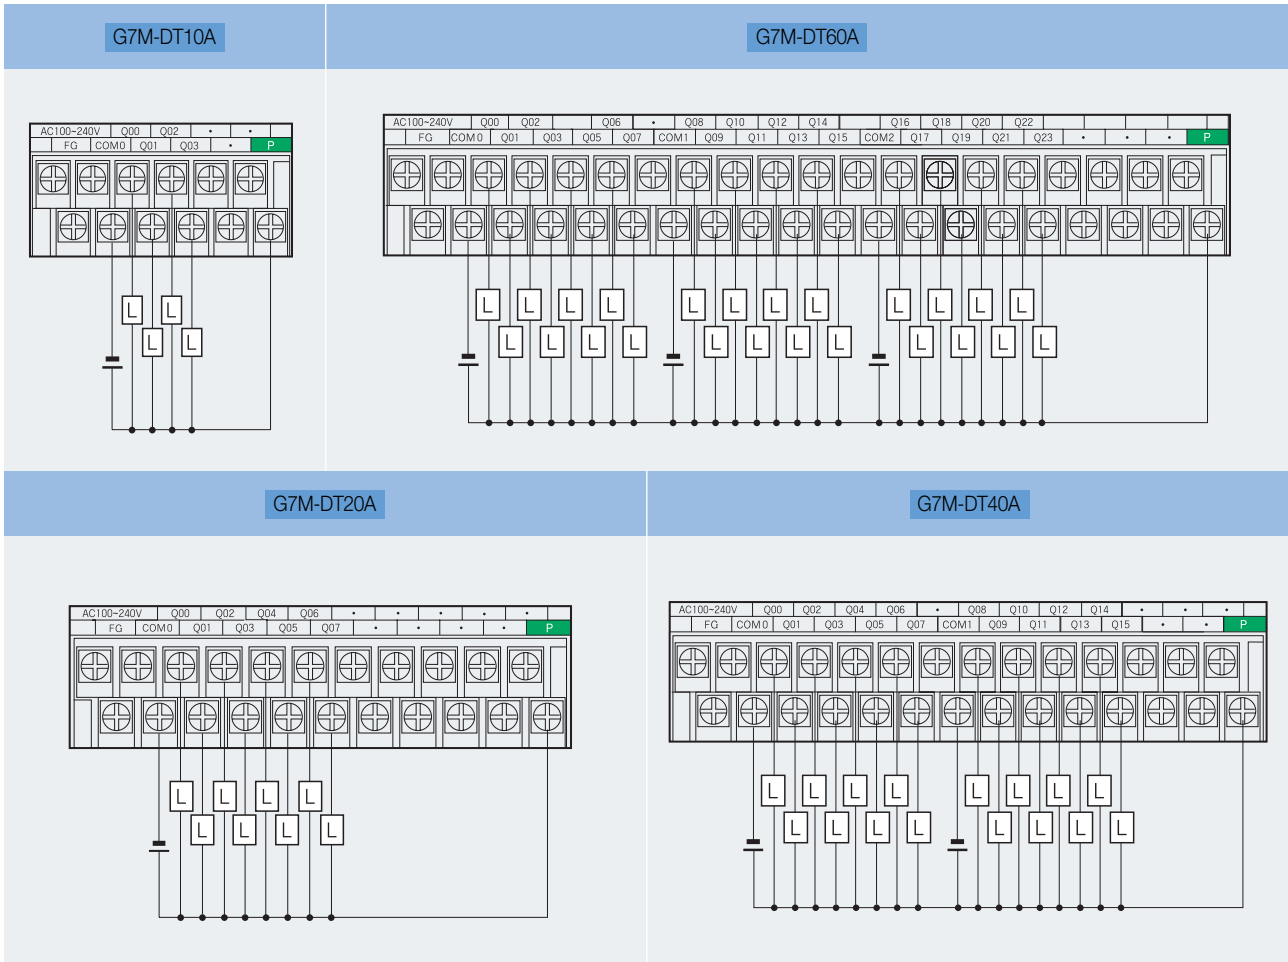 G7M-DT10A
G7M-DT60A
AC100~240V Q00 Q02 • •
FG COM0 Q01 Q03 • P
L L
L L
AC100~240V Q00 Q02 Q06 • Q08 Q10 Q12 Q14 Q16 Q18 Q20 Q22
FG COM0 Q01 Q03 Q05 Q07 COM1 Q09 Q11 Q13 Q15 COM2 Q17 Q19 Q21 Q23 • • • P
L L L L L L L L L L L L
L L L L L L L L L L L L
G7M-DT20A
G7M-DT40A
AC100~240V Q00 Q02 Q04 Q06 • • • • •
FG COM0 Q01 Q03 Q05 Q07 • • • • P
L L L L
L L L L
AC100~240V Q00 Q02 Q04 Q06 • Q08 Q10 Q12 Q14 • • •
FG COM0 Q01 Q03 Q05 Q07 COM1 Q09 Q11 Q13 Q15 • • P
L L L L L L L L
L L L L L L L L